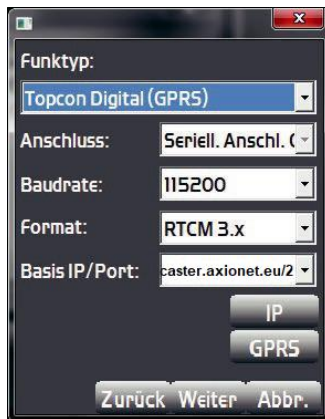 Funktyp:
Topcon Digital (GPRS)
Anschluss: Seriell. Anschl.
Baudrate: 115200
Format: RTCM 3.x
Basis IP/Port: caster.axionet.eu/2
IP
GPRS
Zurück Weiter Abbr.